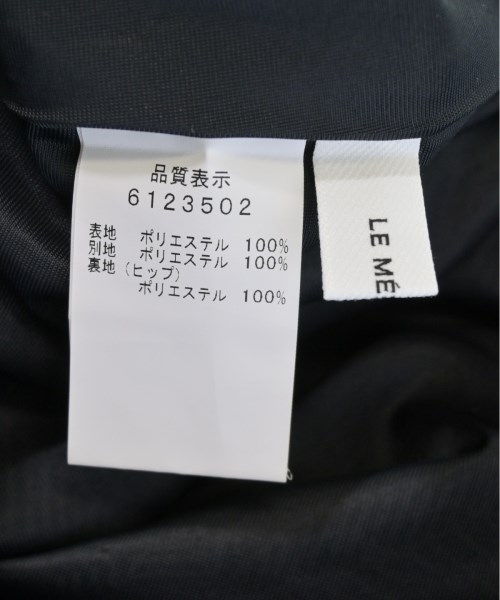 品質表示
6123502
表地 ポリエステル 100%
別地 ポリエステル 100%
裏地(ヒップ)
ポリエステル 100%
LE MÉ